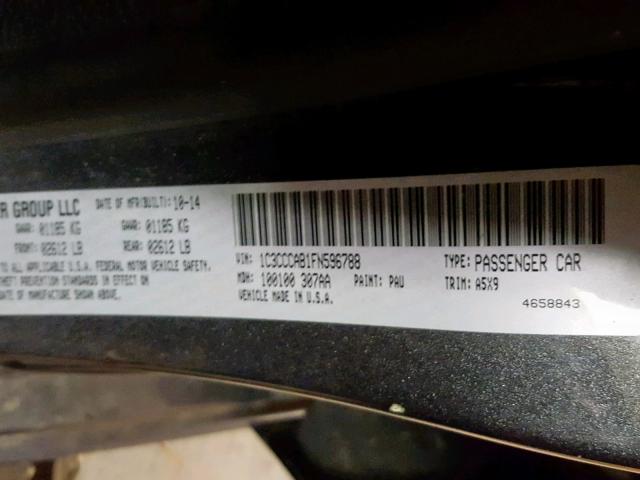 R GROUP LLC DATE OF MFR(BUILT): 10-14
GAWR: 01185 KG GAWR: 01185 KG
FRONT: 02612 LB REAR: 02612 LB
TO ALL APPLICABLE U.S.A. FEDERAL MOTOR VEHICLE SAFETY,
THEFT PREVENTION STANDARDS IN EFFECT ON
DATE OF MANUFACTURE SHOWN ABOVE.
VIN: 1C3CCCAB1FN596788 TYPE: PASSENGER CAR
MDH: 100100 307AA PAINT: PAU TRIM: A5X9
VEHICLE MADE IN U.S.A.
4658843